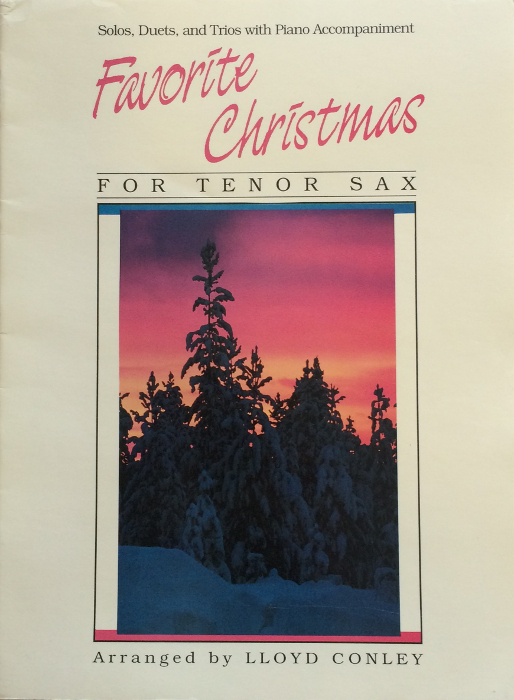 Solos, Duets, and Trios with Piano Accompaniment
Favorite
Christmas
FOR TENOR SAX
Arranged by LLOYD CONLEY